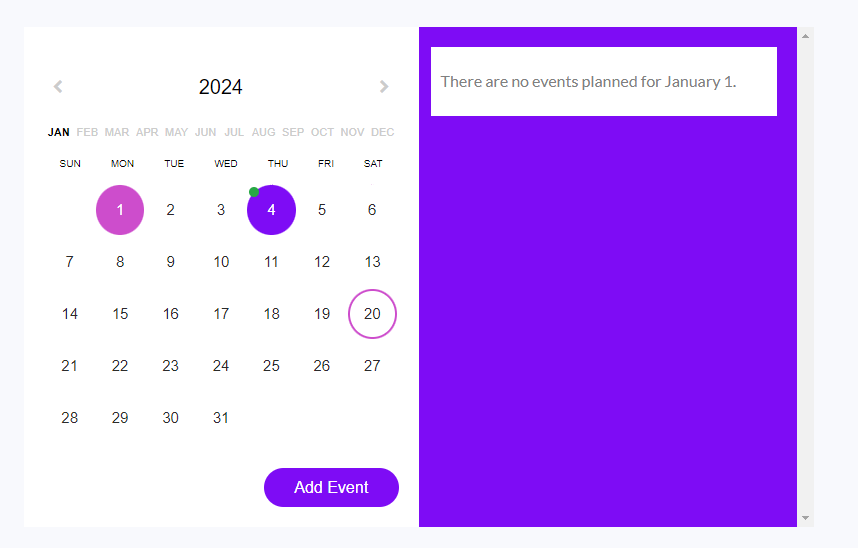 2024
JAN FEB MAR APR MAY JUN JUL AUG SEP OCT NOV DEC
SUN MON TUE WED THU FRI SAT
1 2 3 4 5 6
7 8 9 10 11 12 13
14 15 16 17 18 19 20
21 22 23 24 25 26 27
28 29 30 31
Add Event
There are no events planned for January 1.